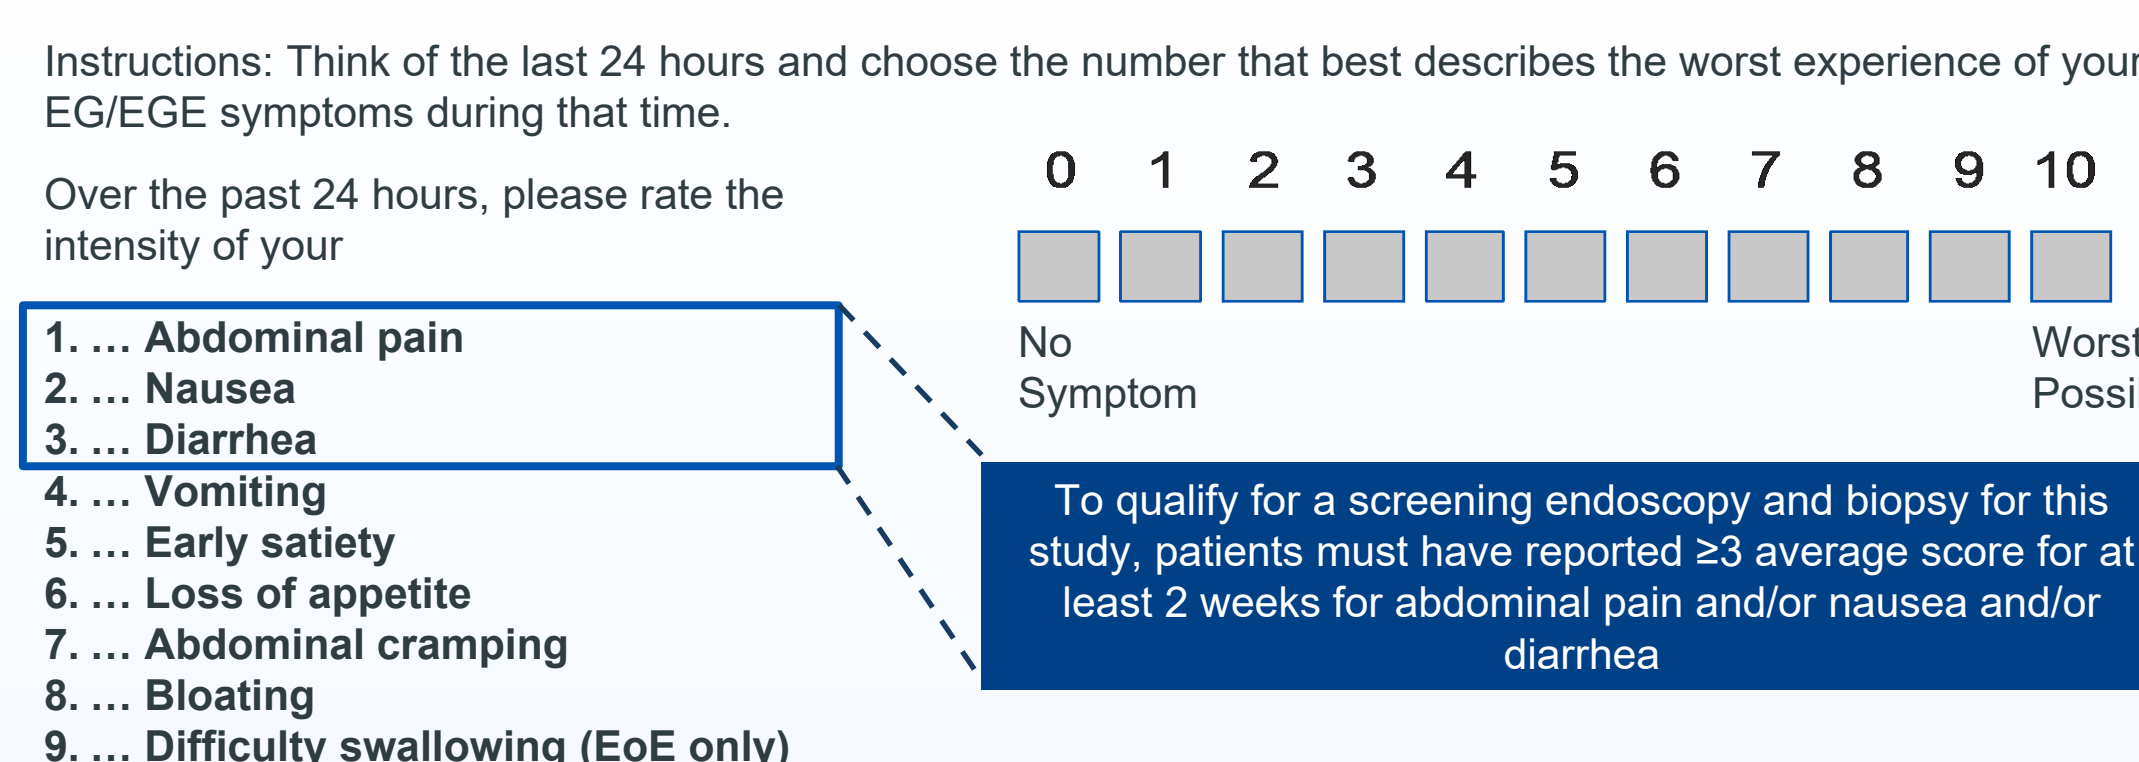 Instructions: Think of the last 24 hours and choose the number that best describes the worst experience of your
EG/EGE symptoms during that time.
Over the past 24 hours, please rate the
intensity of your
0 1 2 3 4 5 6 7 8 9 10
No
Symptom
Worst
1. … Abdominal pain
2. … Nausea
3. … Diarrhea
4. … Vomiting
5. … Early satiety
6. … Loss of appetite
7. … Abdominal cramping
8. … Bloating
9. … Difficulty swallowing (EoE only)
To qualify for a screening endoscopy and biopsy for this
study, patients must have reported ≥3 average score for at
least 2 weeks for abdominal pain and/or nausea and/or
diarrhea